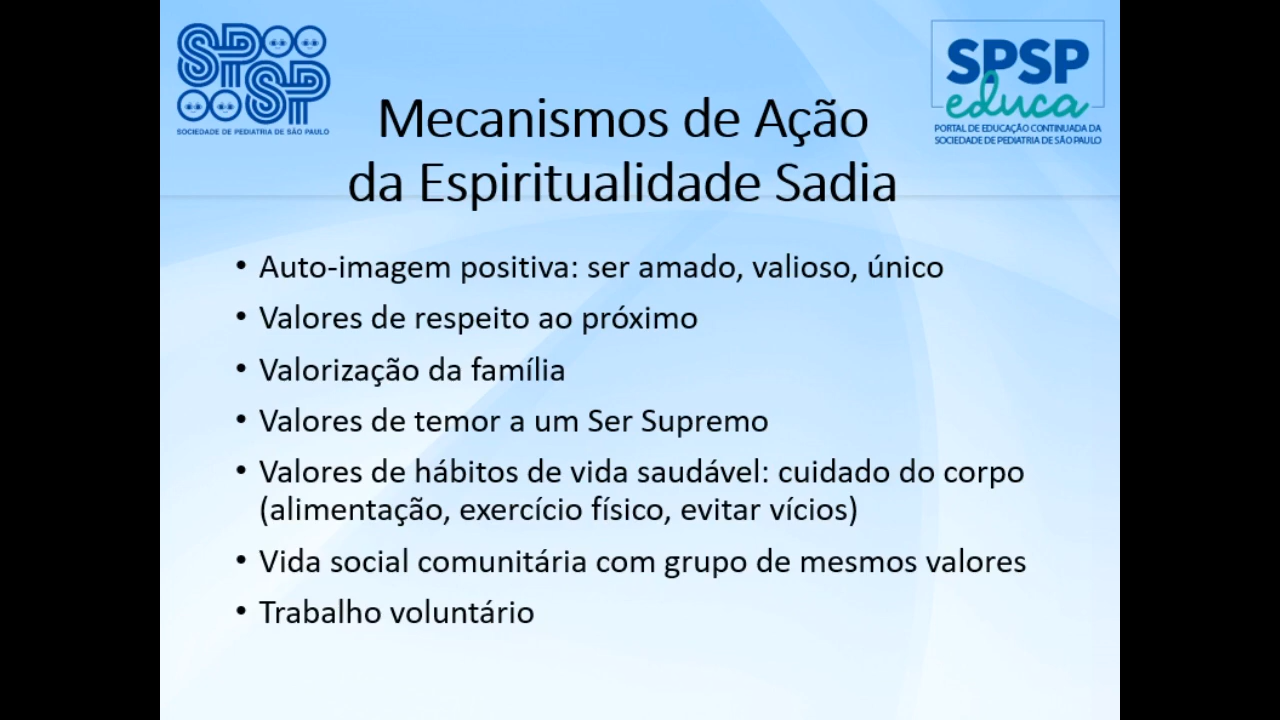 SPSP
SOCIEDADE DE PEDIATRIA DE SÃO PAULO
SPSP
educa
PORTAL DE EDUCAÇÃO CONTINUADA DA
SOCIEDADE DE PEDIATRIA DE SÃO PAULO
Mecanismos de Ação
da Espiritualidade Sadia
• Auto-imagem positiva: ser amado, valioso, único
• Valores de respeito ao próximo
• Valorização da família
• Valores de temor a um Ser Supremo
• Valores de hábitos de vida saudável: cuidado do corpo
(alimentação, exercício físico, evitar vícios)
• Vida social comunitária com grupo de mesmos valores
• Trabalho voluntário